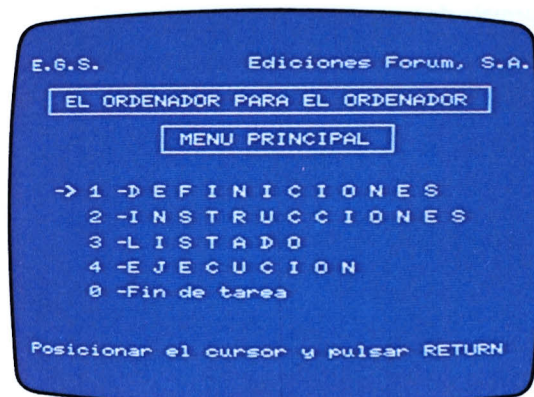 E.G.S. Ediciones Forum, S.A.
EL ORDENADOR PARA EL ORDENADOR
MENU PRINCIPAL
-> 1 -D E F I N I C I O N E S
2 -I N S T R U C C I O N E S
3 -L I S T A D O
4 -E J E C U C I O N
0 -Fin de tarea
Posicionar el cursor y pulsar RETURN